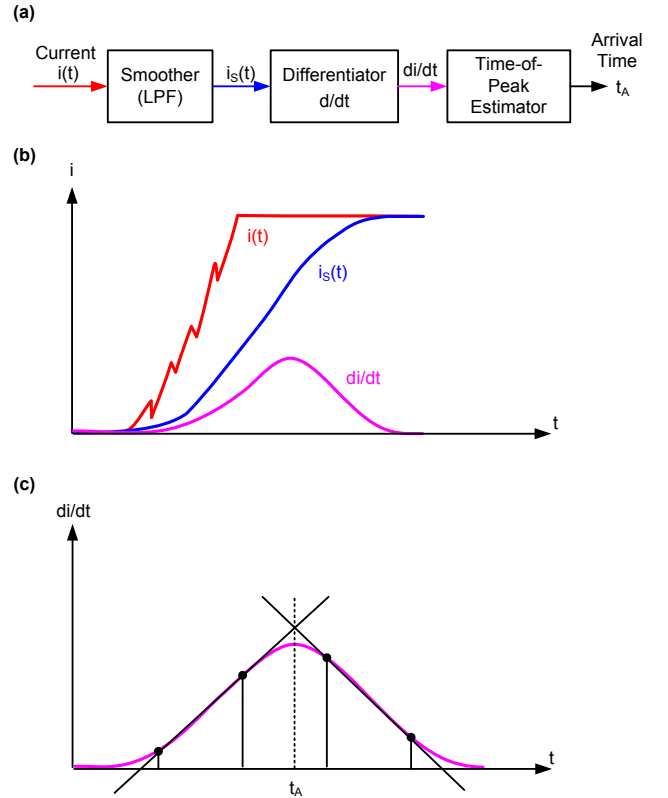 (a)
Current
i(t)
Smoother
(LPF)
iS(t)
Differentiator
d/dt
di/dt
Time-of-
Peak
Estimator
Arrival
Time
tA
(b)
i
i(t)
iS(t)
di/dt
t
(c)
di/dt
t
tA